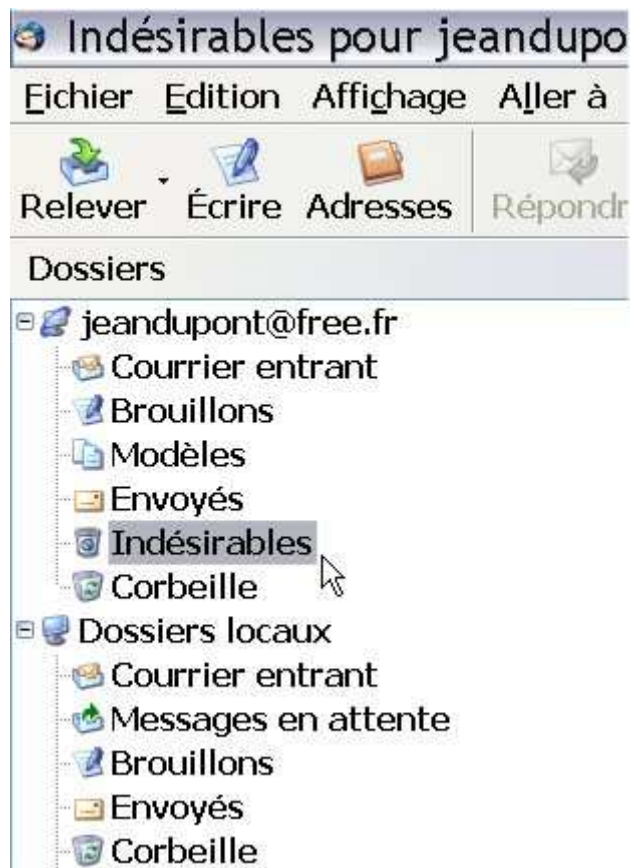 Indésirables pour jeandupo
Eichier Edition Affichage Aller à
Relever Écrire Adresses Répondr
Dossiers
jeandupont@free.fr
Courrier entrant
Brouillons
Modèles
Envoyés
Indésirables
Corbeille
Dossiers locaux
Courrier entrant
Messages en attente
Brouillons
Envoyés
Corbeille